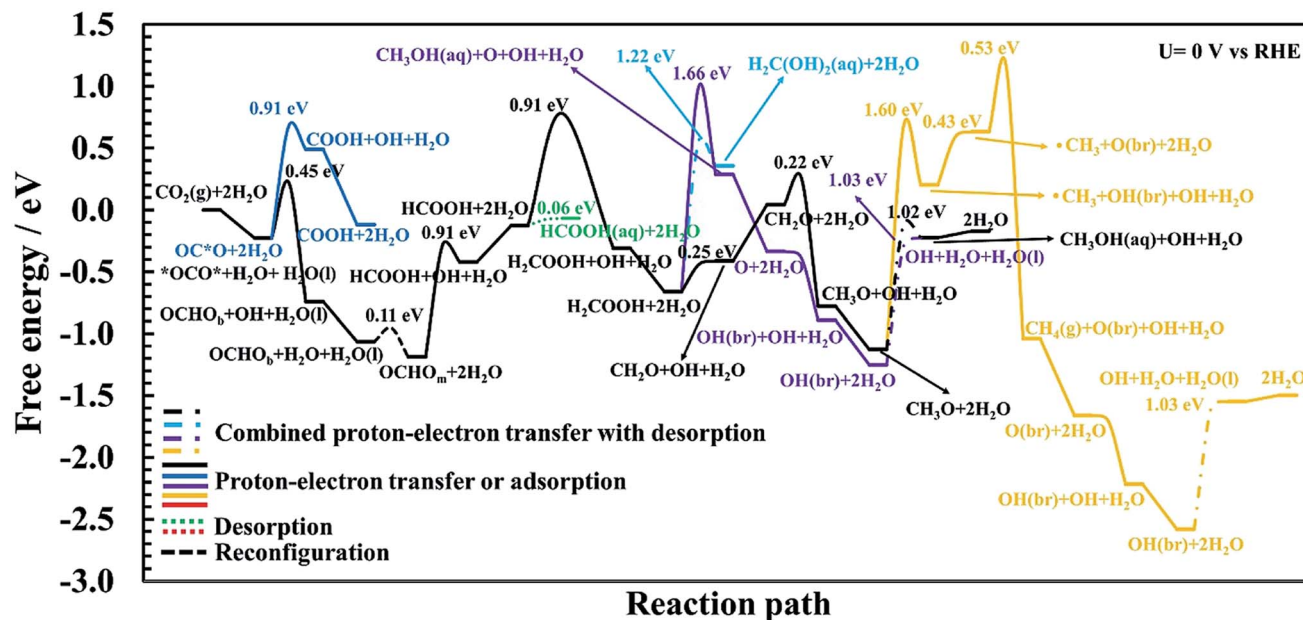 1.5
1.0
0.5
0.0
-0.5
-1.0
-1.5
-2.0
-2.5
-3.0
Free energy / eV
Reaction path
U= 0 V vs RHE
CO₂(g)+2H₂O
OC*O+2H₂O
*OCO*+H₂O+ H₂O(l)
0.91 eV
COOH+OH+H₂O
0.45 eV
COOH+2H₂O
OCHO_b+OH+H₂O(l)
OCHO_b+H₂O+H₂O(l)
0.11 eV
OCHO_m+2H₂O
0.91 eV
HCOOH+OH+H₂O
HCOOH+2H₂O
0.06 eV
HCOOH(aq)+2H₂O
0.91 eV
H₂COOH+OH+H₂O
H₂COOH+2H₂O
0.25 eV
CH₂O+OH+H₂O
CH₃OH(aq)+O+OH+H₂O
1.22 eV
H₂C(OH)₂(aq)+2H₂O
1.66 eV
0.22 eV
CH₂O+2H₂O
O+2H₂O
CH₃O+OH+H₂O
OH(br)+OH+H₂O
OH(br)+2H₂O
CH₃O+2H₂O
1.03 eV
1.02 eV
2H₂O
OH+H₂O+H₂O(l)
CH₃OH(aq)+OH+H₂O
1.60 eV
0.43 eV
0.53 eV
•CH₃+O(br)+2H₂O
•CH₃+OH(br)+OH+H₂O
CH₄(g)+O(br)+OH+H₂O
O(br)+2H₂O
OH(br)+OH+H₂O
OH(br)+2H₂O
1.03 eV
OH+H₂O+H₂O(l)
2H₂O
Combined proton-electron transfer with desorption
Proton-electron transfer or adsorption
Desorption
Reconfiguration